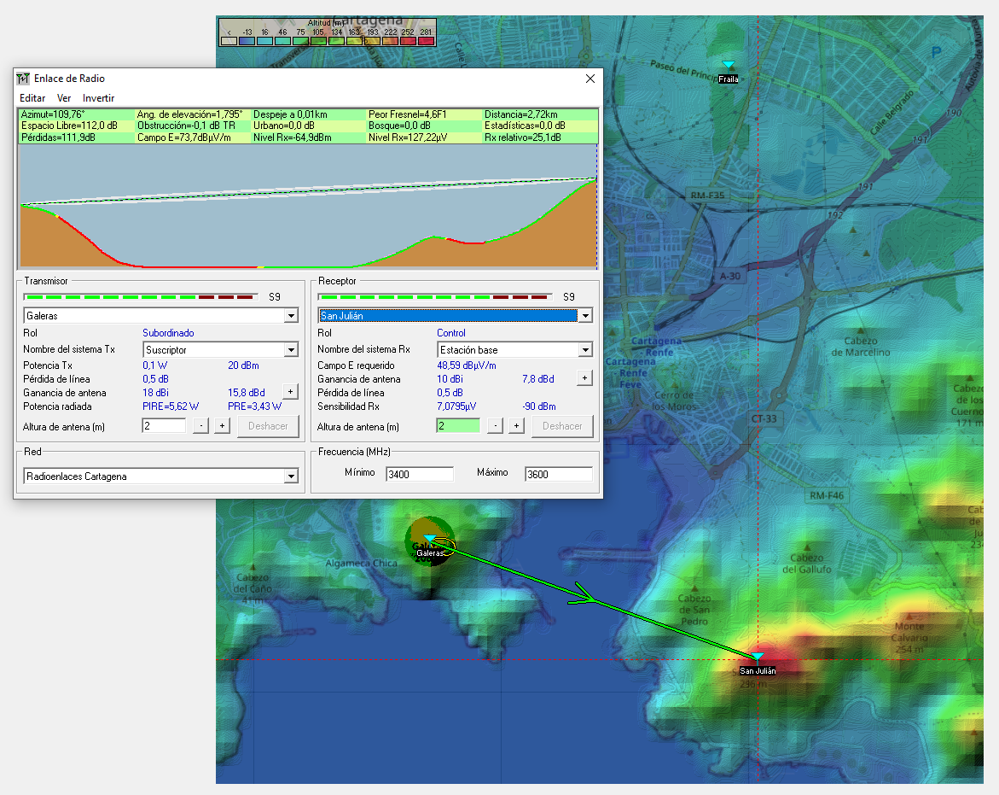 Cartagena
Altitud (m)
< -13 16 46 75 105 134 163 193 222 252 281
Enlace de Radio
Editar Ver Invertir
Azimut=109,76° Ang. de elevación=1,795° Despeje a 0,01km Peor Fresnel=4,6F1 Distancia=2,72km
Espacio Libre=112,0 dB Obstrucción=-0,1 dB TR Urbano=0,0 dB Bosque=0,0 dB Estadísticas=0,0 dB
Pérdidas=111,9dB Campo E=73,7dBµV/m Nivel Rx=-64,9dBm Nivel Rx=127,22µV Rx relativo=25,1dB
Transmisor
S9
Galeras
Rol Subordinado
Nombre del sistema Tx Suscriptor
Potencia Tx 0,1 W 20 dBm
Pérdida de línea 0,5 dB
Ganancia de antena 18 dBi 15,8 dBd +
Potencia radiada PIRE=5,62 W PRE=3,43 W
Altura de antena (m) 2 - + Deshacer
Receptor
S9
San Julián
Rol Control
Nombre del sistema Rx Estación base
Campo E requerido 48,59 dBµV/m
Ganancia de antena 10 dBi 7,8 dBd +
Pérdida de línea 0,5 dB
Sensibilidad Rx 7,0795µV -90 dBm
Altura de antena (m) 2 - + Deshacer
Red
Radioenlaces Cartagena
Frecuencia (MHz)
Mínimo 3400 Máximo 3600
Paseo del Princip
Fraila
P
Autovía de
Calle Belgrado
190
191
191
192
RM-F35
A-30
Cartagena
Renfe
Cartagena
- Renfe
Feve
Cerro de
los Moros
Cabezo
de Marcelino
Cabezo
de los
Cuerno
171 m
CT-33
RM-F46
Galeras
Algameca Chica
Cabezo
del Caño
41 m
Cabezo
del Gallufo
Cabezo
de San
Pedro
Monte
Calvario
254 m
San Julián